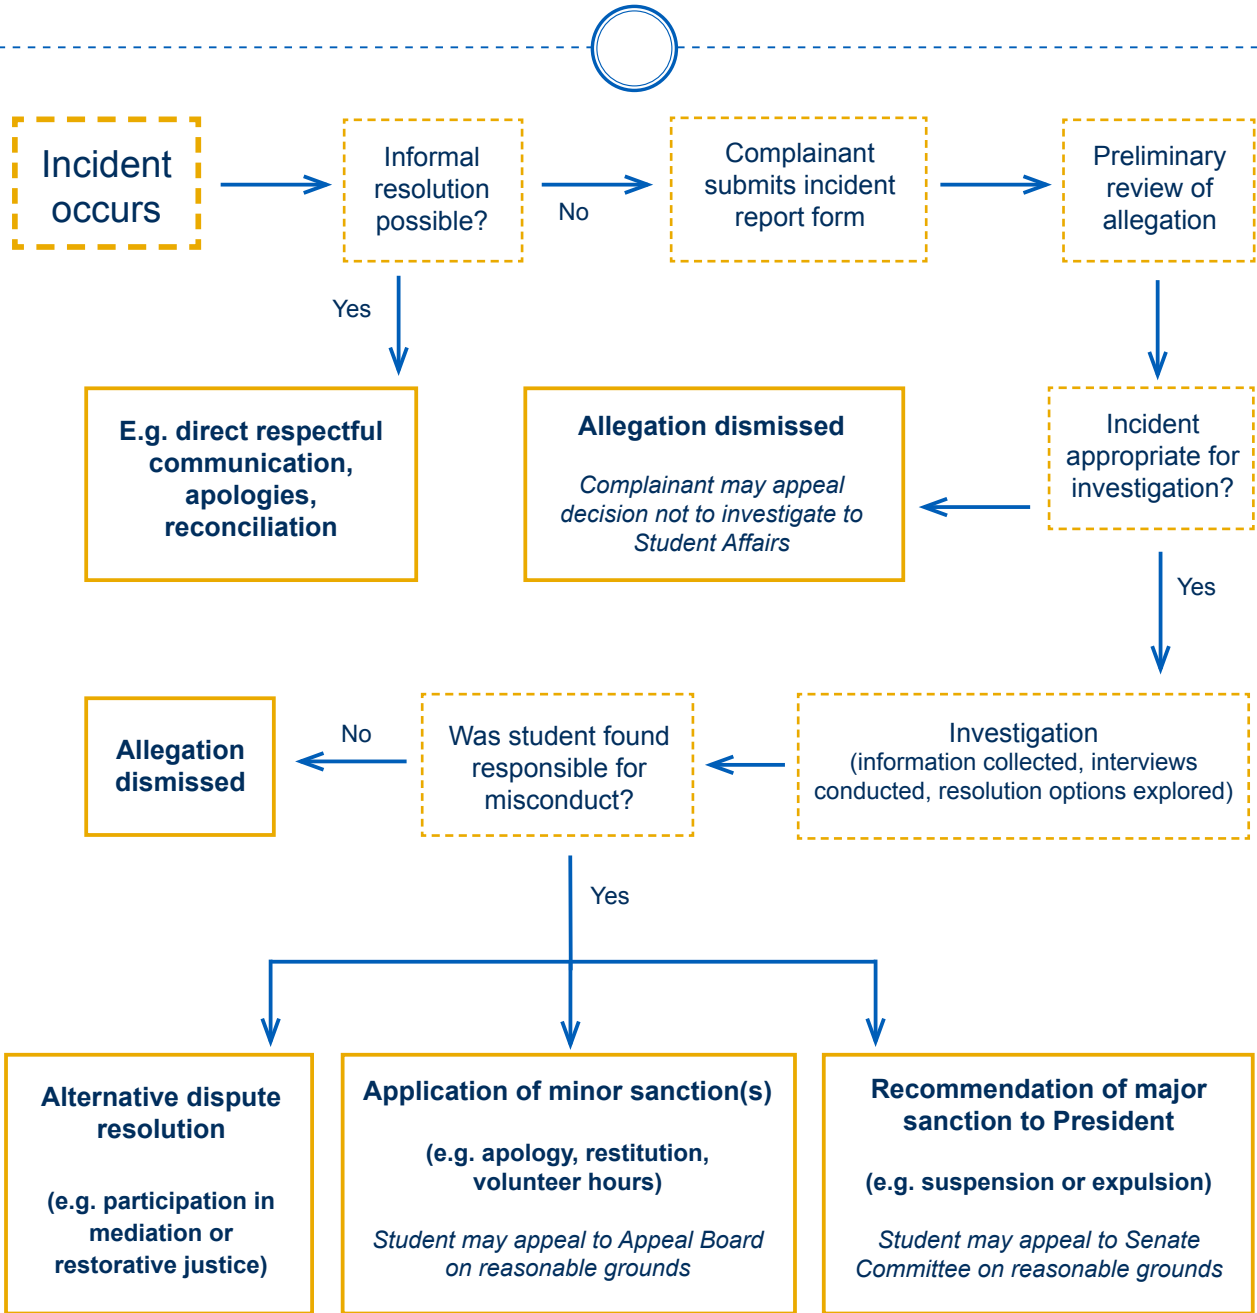 Incident
occurs
Informal
resolution
possible?
No
Complainant
submits incident
report form
Preliminary
review of
allegation
Yes
E.g. direct respectful
communication,
apologies,
reconciliation
Allegation dismissed
Complainant may appeal
decision not to investigate to
Student Affairs
Incident
appropriate for
investigation?
Yes
Investigation
(information collected, interviews
conducted, resolution options explored)
Was student found
responsible for
misconduct?
No
Allegation
dismissed
Yes
Alternative dispute
resolution
(e.g. participation in
mediation or
restorative justice)
Application of minor sanction(s)
(e.g. apology, restitution,
volunteer hours)
Student may appeal to Appeal Board
on reasonable grounds
Recommendation of major
sanction to President
(e.g. suspension or expulsion)
Student may appeal to Senate
Committee on reasonable grounds